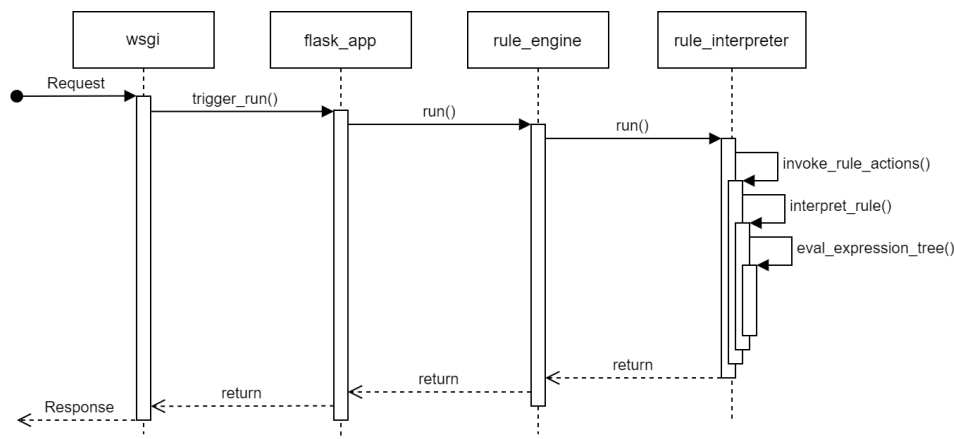 wsgi
flask_app
rule_engine
rule_interpreter
Request
trigger_run()
run()
run()
invoke_rule_actions()
interpret_rule()
eval_expression_tree()
return
return
return
Response